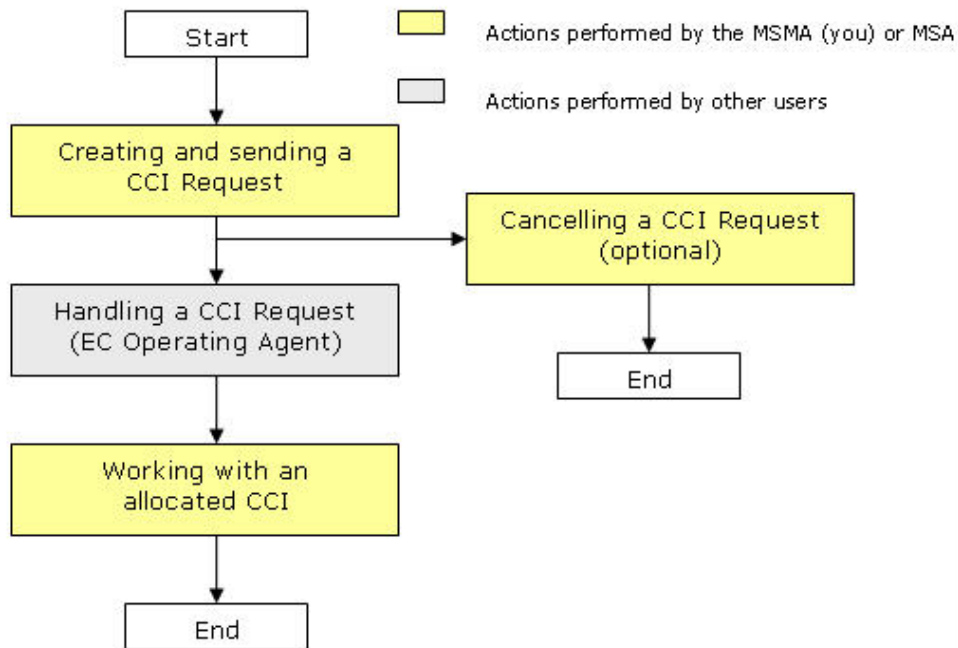 Start
Actions performed by the MSMA (you) or MSA
Actions performed by other users
Creating and sending a
CCI Request
Cancelling a CCI Request
(optional)
Handling a CCI Request
(EC Operating Agent)
End
Working with an
allocated CCI
End